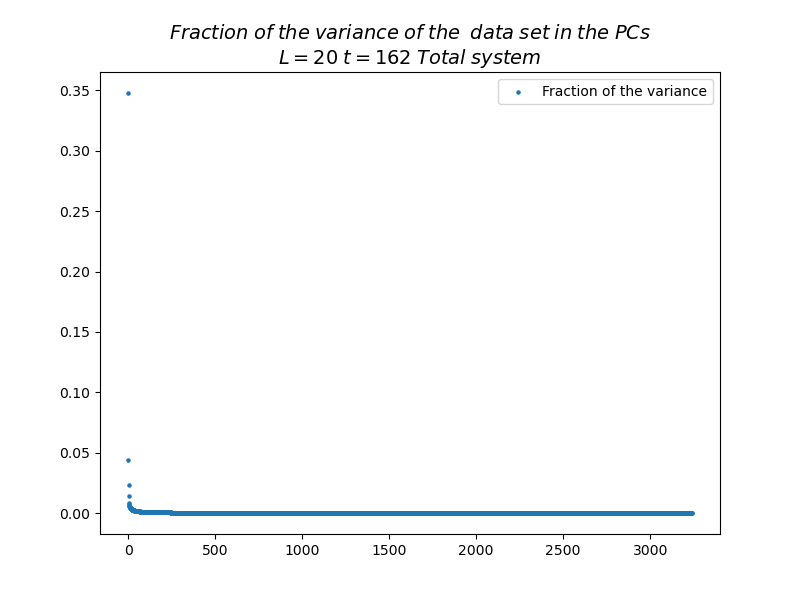 Fraction of the variance of the data set in the PCs
L = 20 t = 162 Total system
Fraction of the variance
0.35
0.30
0.25
0.20
0.15
0.10
0.05
0.00
0 500 1000 1500 2000 2500 3000